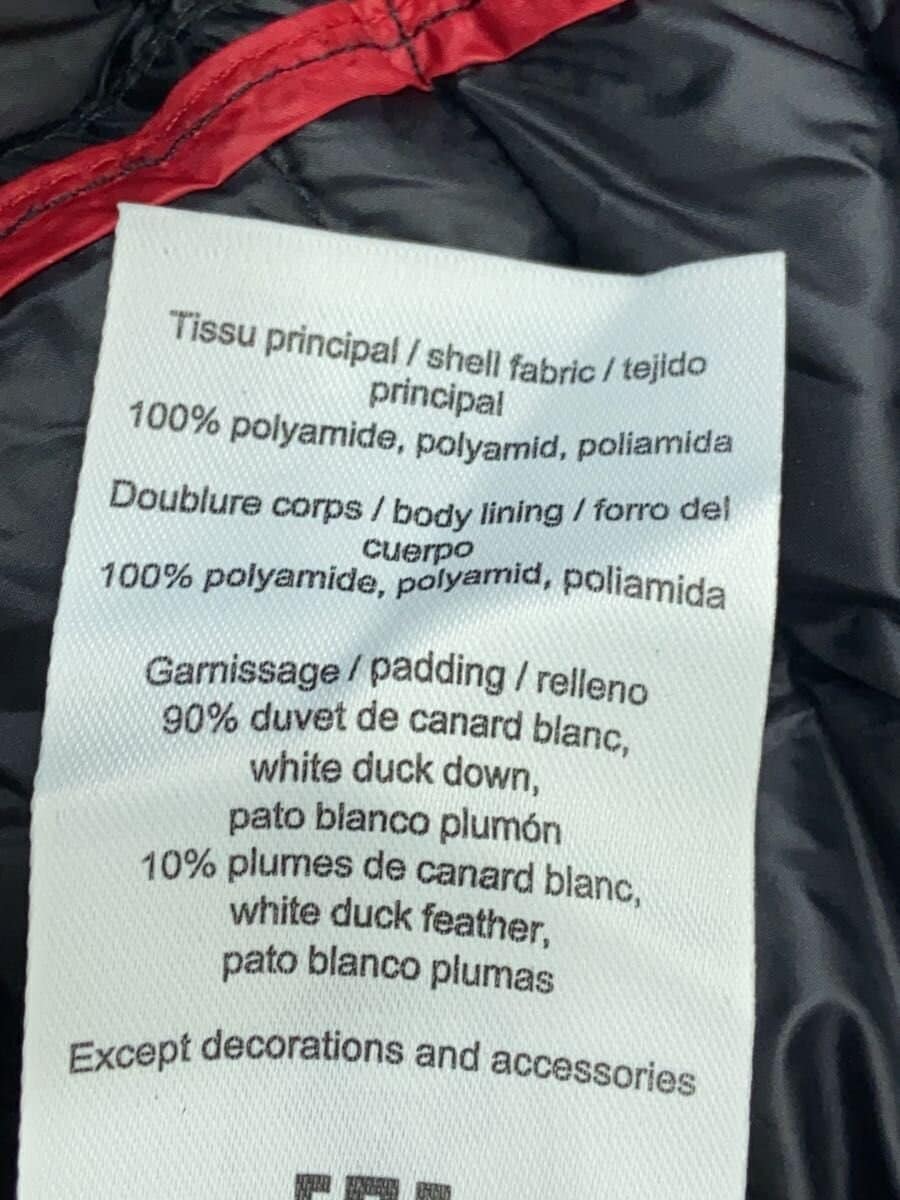 Tissu principal / shell fabric / tejido
principal
100% polyamide, polyamid, poliamida
Doublure corps / body lining / forro del
cuerpo
100% polyamide, polyamid, poliamida
Garnissage / padding / relleno
90% duvet de canard blanc,
white duck down,
pato blanco plumón
10% plumes de canard blanc,
white duck feather,
pato blanco plumas
Except decorations and accessories